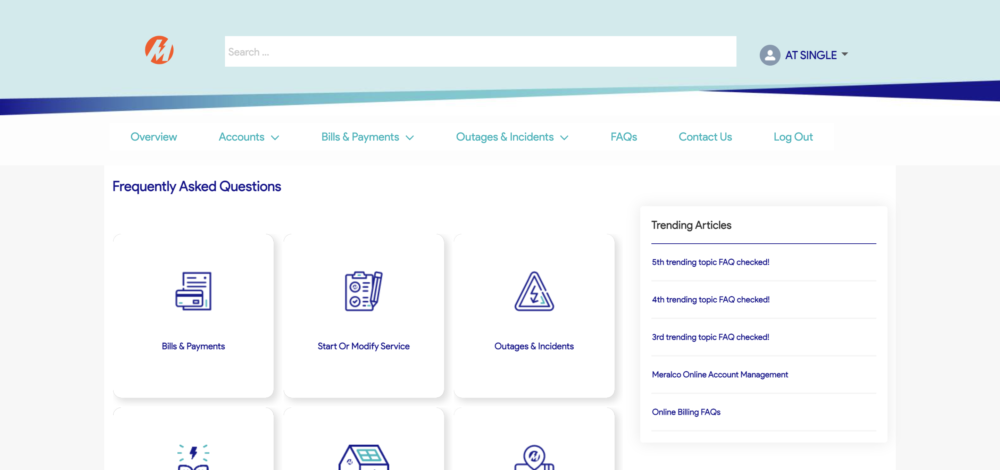 Search ...
AT SINGLE
Overview
Accounts
Bills & Payments
Outages & Incidents
FAQs
Contact Us
Log Out
Frequently Asked Questions
Bills & Payments
Start Or Modify Service
Outages & Incidents
Trending Articles
5th trending topic FAQ checked!
4th trending topic FAQ checked!
3rd trending topic FAQ checked!
Meralco Online Account Management
Online Billing FAQs